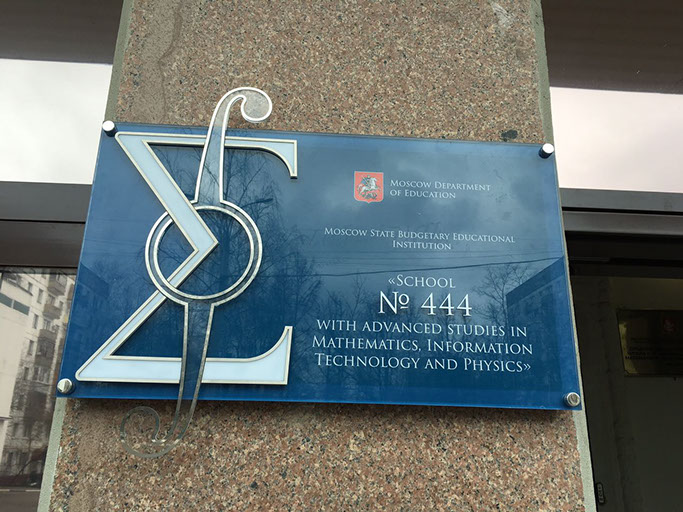 Moscow Department
of Education
Moscow State Budgetary Educational
Institution
«School
№ 444
with advanced studies in
Mathematics, Information
Technology and Physics»